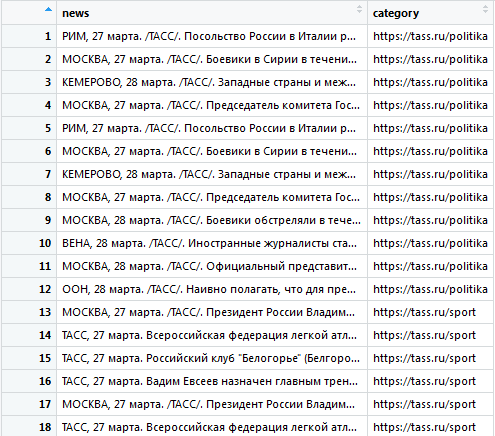 news category
1 РИМ, 27 марта. /ТАСС/. Посольство России в Италии р... https://tass.ru/politika
2 МОСКВА, 27 марта. /ТАСС/. Боевики в Сирии в течени... https://tass.ru/politika
3 КЕМЕРОВО, 28 марта. /ТАСС/. Западные страны и меж... https://tass.ru/politika
4 МОСКВА, 27 марта. /ТАСС/. Председатель комитета Гос... https://tass.ru/politika
5 РИМ, 27 марта. /ТАСС/. Посольство России в Италии р... https://tass.ru/politika
6 МОСКВА, 27 марта. /ТАСС/. Боевики в Сирии в течени... https://tass.ru/politika
7 КЕМЕРОВО, 28 марта. /ТАСС/. Западные страны и меж... https://tass.ru/politika
8 МОСКВА, 27 марта. /ТАСС/. Председатель комитета Гос... https://tass.ru/politika
9 МОСКВА, 28 марта. /ТАСС/. Боевики обстреляли в тече... https://tass.ru/politika
10 ВЕНА, 28 марта. /ТАСС/. Иностранные журналисты ста... https://tass.ru/politika
11 МОСКВА, 28 марта. /ТАСС/. Официальный представит... https://tass.ru/politika
12 ООН, 28 марта. /ТАСС/. Наивно полагать, что для пре... https://tass.ru/politika
13 МОСКВА, 27 марта. /ТАСС/. Президент России Владим... https://tass.ru/sport
14 ТАСС, 27 марта. Всероссийская федерация легкой атл... https://tass.ru/sport
15 ТАСС, 27 марта. Российский клуб "Белогорье" (Белгоро... https://tass.ru/sport
16 ТАСС, 27 марта. Вадим Евсеев назначен главным трен... https://tass.ru/sport
17 МОСКВА, 27 марта. /ТАСС/. Президент России Владим... https://tass.ru/sport
18 ТАСС, 27 марта. Всероссийская федерация легкой атл... https://tass.ru/sport